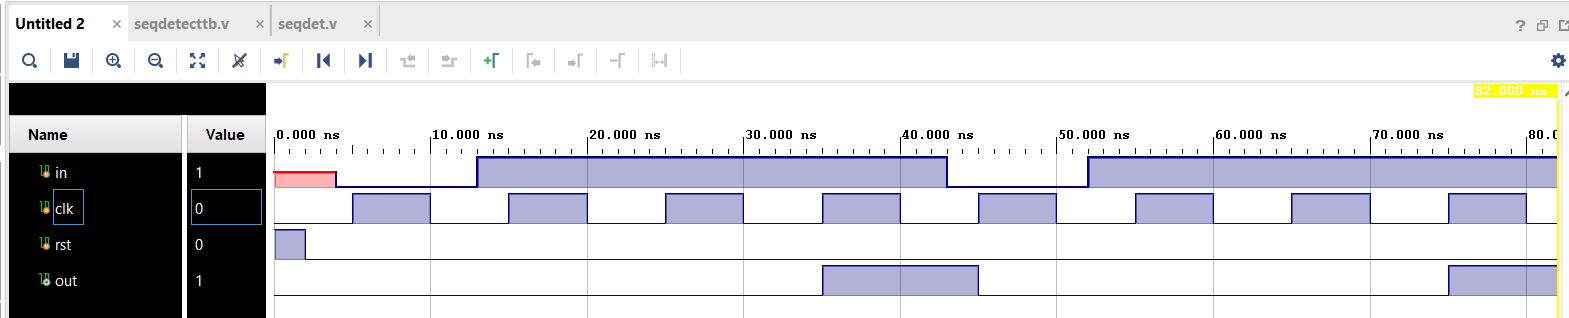 Untitled 2 × seqdetecttb.v × seqdet.v ×
?
82.000 ns
Name Value
0.000 ns 10.000 ns 20.000 ns 30.000 ns 40.000 ns 50.000 ns 60.000 ns 70.000 ns 80.0
in 1
clk 0
rst 0
out 1